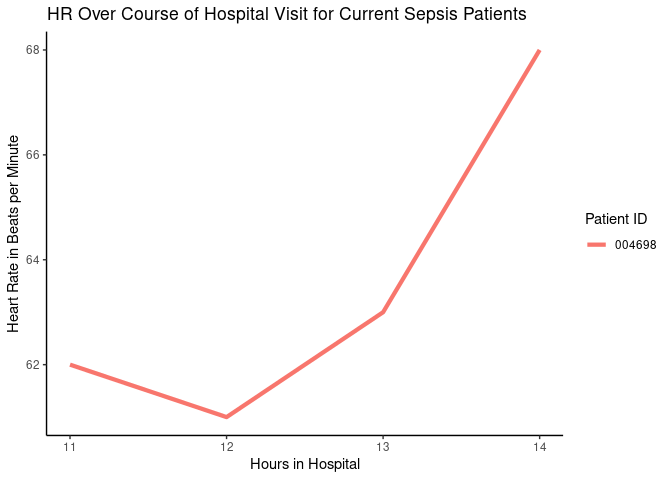 HR Over Course of Hospital Visit for Current Sepsis Patients
Heart Rate in Beats per Minute
68
66
64
62
11 12 13 14
Hours in Hospital
Patient ID
004698